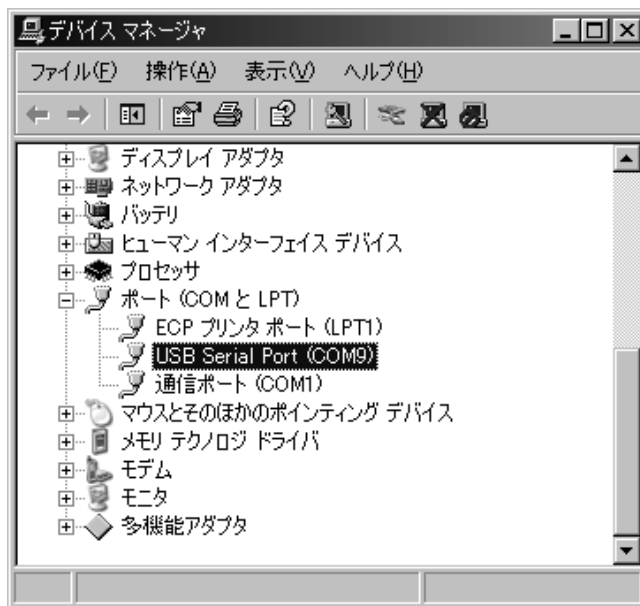 デバイス マネージャ
ファイル(F) 操作(A) 表示(V) ヘルプ(H)
ディスプレイ アダプタ
ネットワーク アダプタ
バッテリ
ヒューマン インターフェイス デバイス
プロセッサ
ポート (COM と LPT)
ECP プリンタ ポート (LPT1)
USB Serial Port (COM9)
通信ポート (COM1)
マウスとそのほかのポインティング デバイス
メモリ テクノロジ ドライバ
モデム
モニタ
多機能アダプタ